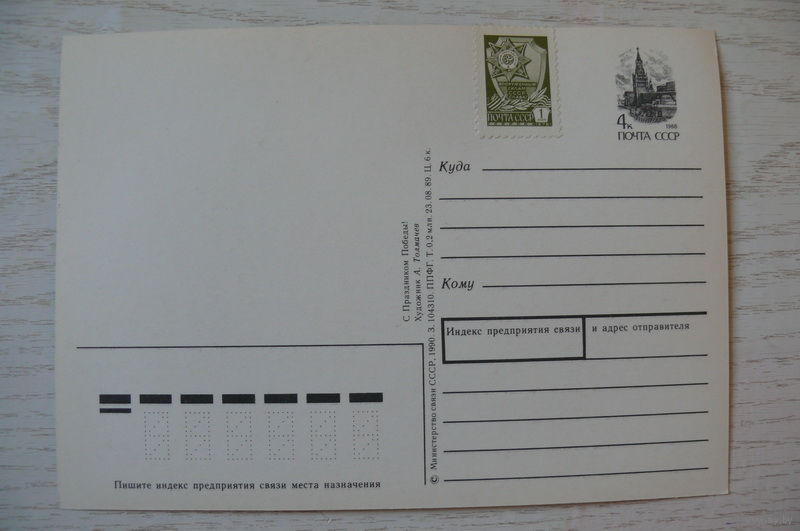 ПОЧТА СССР
1
4к
1988
ПОЧТА СССР
Куда
Кому
Индекс предприятия связи и адрес отправителя
С Праздником Победы!
Художник А. Толмачев
© Министерство связи СССР, 1990. З. 104310. ППФГ. Т. 0,2 млн. 23. 08. 89. Ц. 6 к.
Пишите индекс предприятия связи места назначения